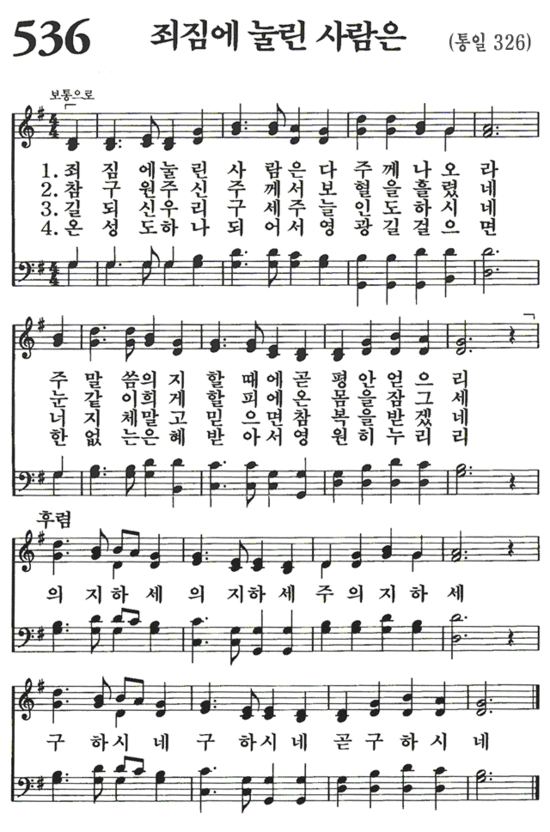 536 죄짐에 눌린 사람은 (통일 326)
보통으로
1. 죄 짐 에 눌 린 사 람 은 다 주 께 나 오 라
2. 참 구 원 주 신 주 께 서 보 혈 을 흘 렸 네
3. 길 되 신 우 리 구 세 주 늘 인 도 하 시 네
4. 온 성 도 하 나 되 어 서 영 광 길 걸 으 면
주 말 씀 의 지 할 때 에 곧 평 안 얻 으 리
눈 같 이 희 게 할 피 에 온 몸 을 잠 그 세
너 지 체 말 고 믿 으 면 참 복 을 받 겠 네
한 없 는 은 혜 받 아 서 영 원 히 누 리 리
후렴
의 지 하 세 의 지 하 세 주 의 지 하 세
구 하 시 네 구 하 시 네 곧 구 하 시 네